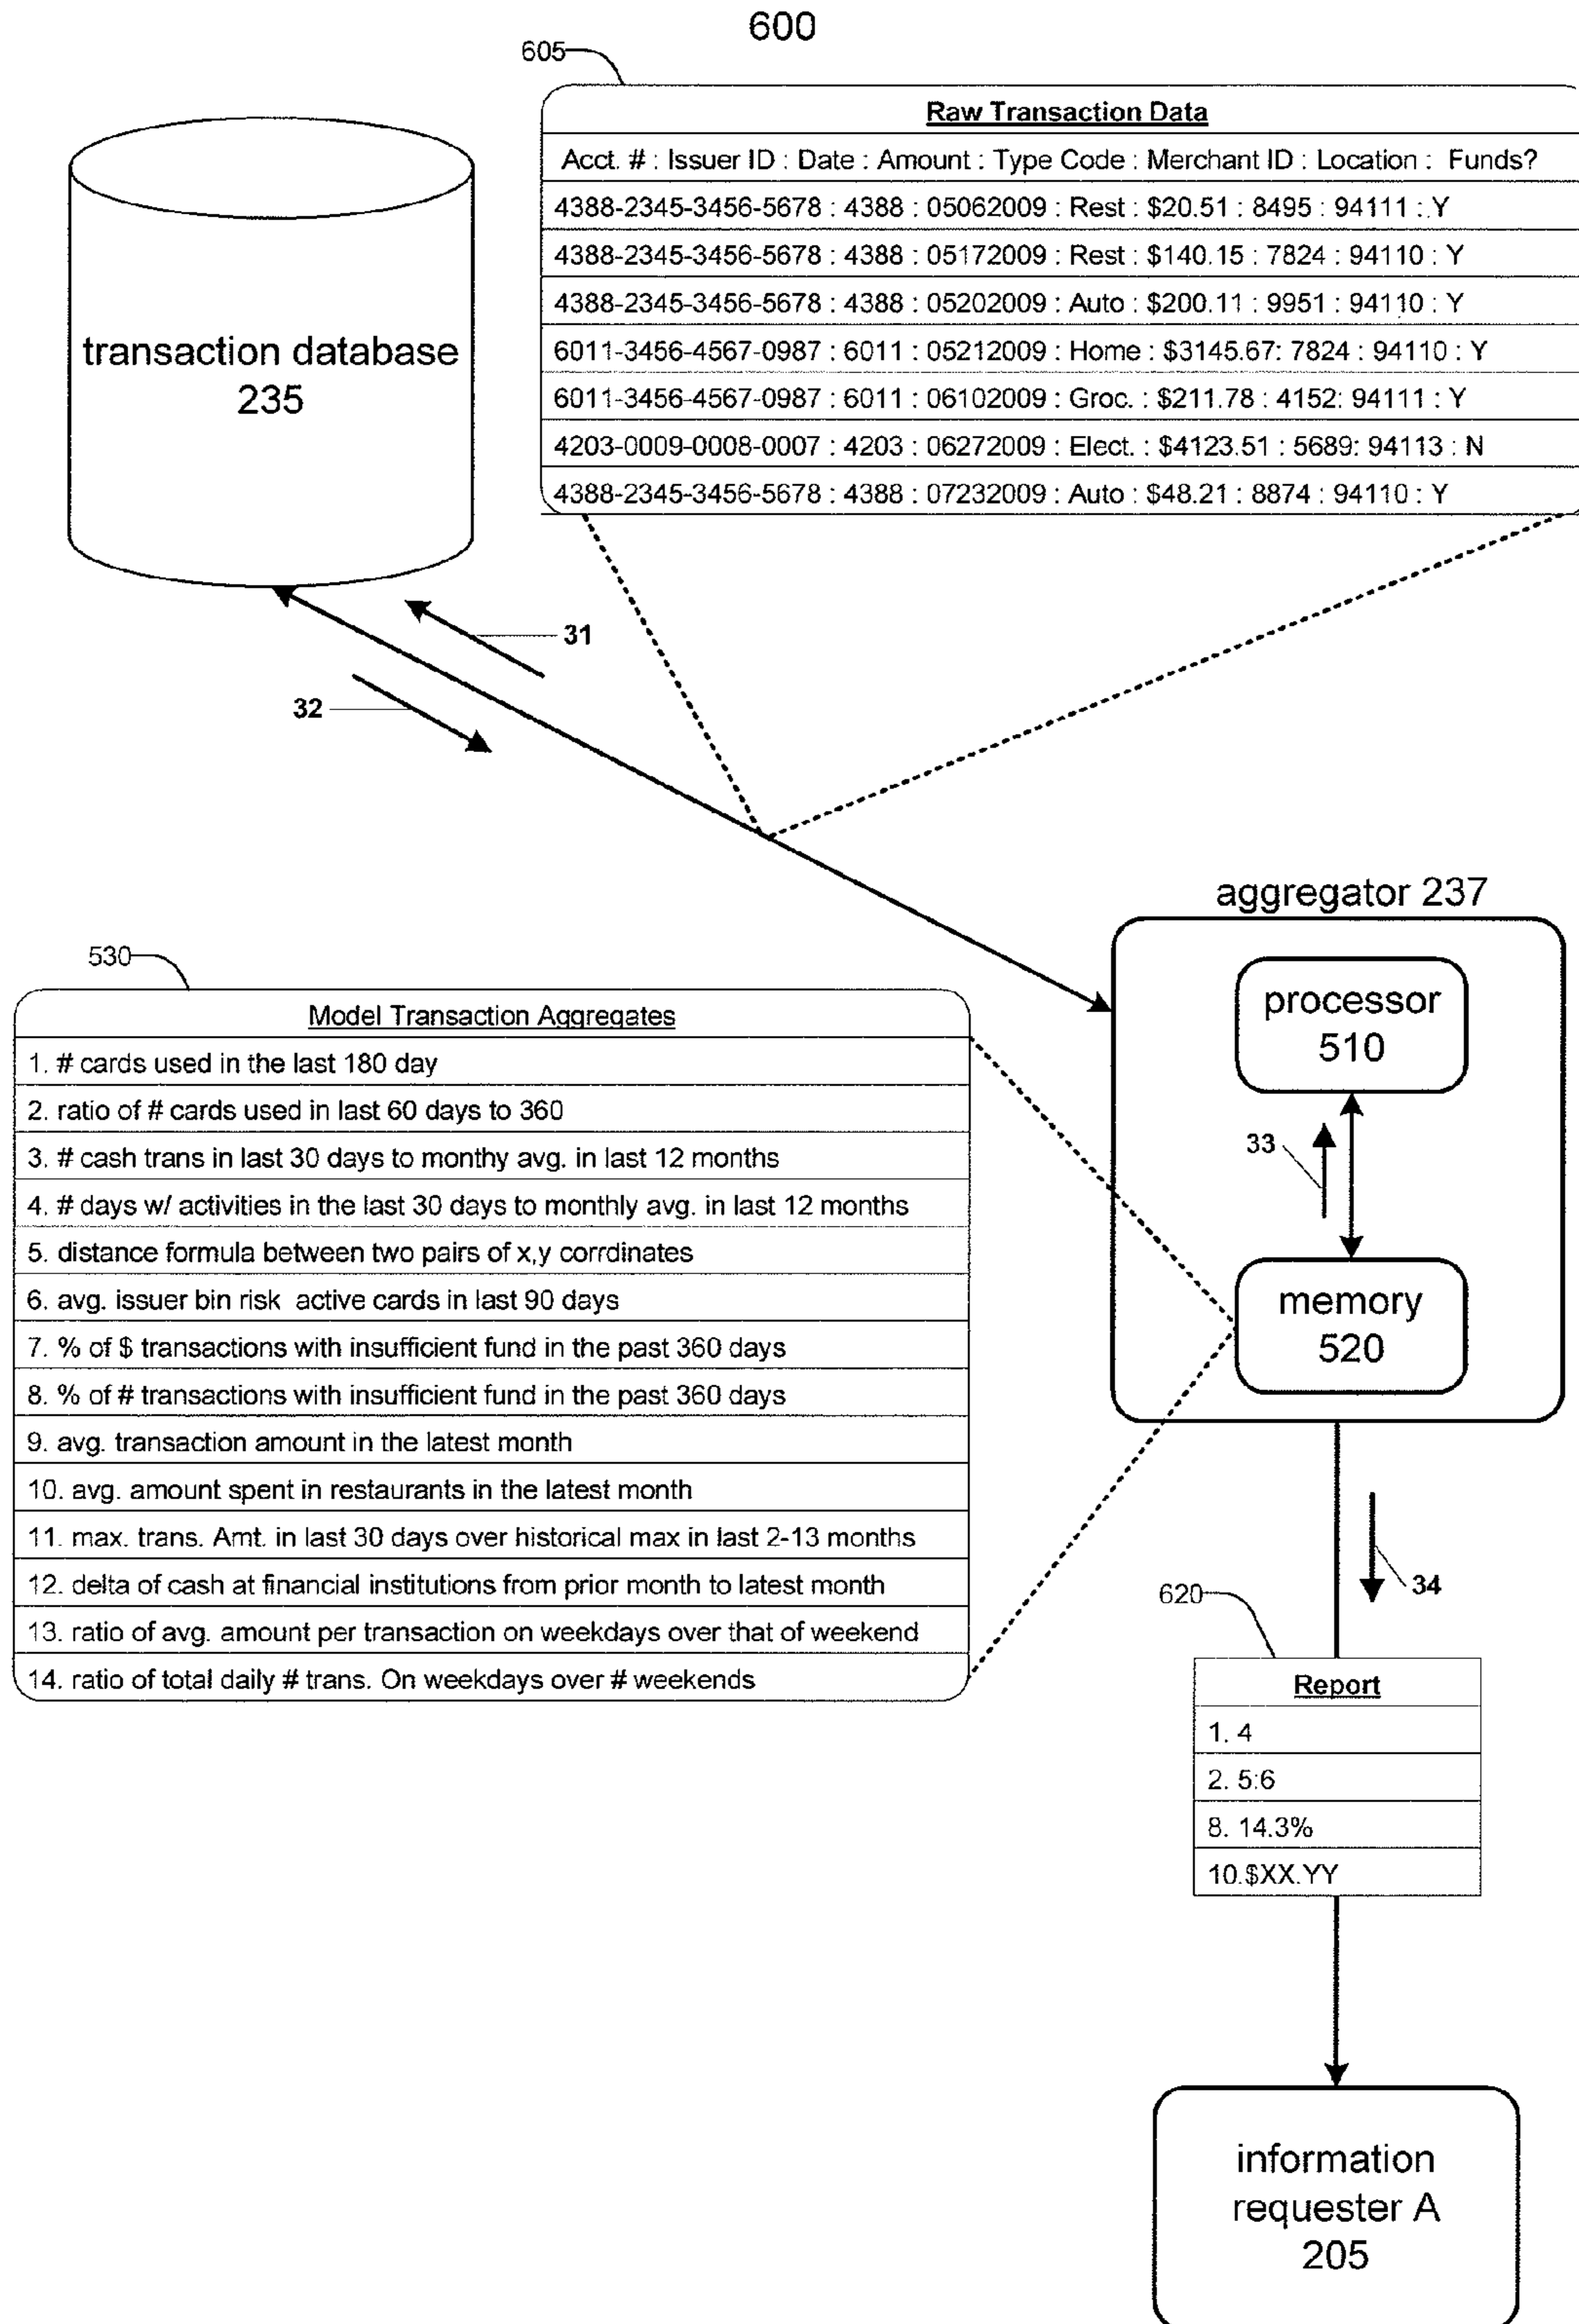 600
605
Raw Transaction Data
Acct. # : Issuer ID : Date : Amount : Type Code : Merchant ID : Location : Funds?
4388-2345-3456-5678 : 4388 : 05062009 : Rest : $20.51 : 8495 : 94111 : Y
4388-2345-3456-5678 : 4388 : 05172009 : Rest : $140.15 : 7824 : 94110 : Y
4388-2345-3456-5678 : 4388 : 05202009 : Auto : $200.11 : 9951 : 94110 : Y
6011-3456-4567-0987 : 6011 : 05212009 : Home : $3145.67: 7824 : 94110 : Y
6011-3456-4567-0987 : 6011 : 06102009 : Groc. : $211.78 : 4152: 94111 : Y
4203-0009-0008-0007 : 4203 : 06272009 : Elect. : $4123.51 : 5689: 94113 : N
4388-2345-3456-5678 : 4388 : 07232009 : Auto : $48.21 : 8874 : 94110 : Y
transaction database
235
31
32
aggregator 237
processor
510
33
memory
520
530
Model Transaction Aggregates
1. # cards used in the last 180 day
2. ratio of # cards used in last 60 days to 360
3. # cash trans in last 30 days to monthy avg. in last 12 months
4. # days w/ activities in the last 30 days to monthly avg. in last 12 months
5. distance formula between two pairs of x,y corrdinates
6. avg. issuer bin risk active cards in last 90 days
7. % of $ transactions with insufficient fund in the past 360 days
8. % of # transactions with insufficient fund in the past 360 days
9. avg. transaction amount in the latest month
10. avg. amount spent in restaurants in the latest month
11. max. trans. Amt. in last 30 days over historical max in last 2-13 months
12. delta of cash at financial institutions from prior month to latest month
13. ratio of avg. amount per transaction on weekdays over that of weekend
14. ratio of total daily # trans. On weekdays over # weekends
34
620
Report
1. 4
2. 5:6
8. 14.3%
10.$XX.YY
information
requester A
205